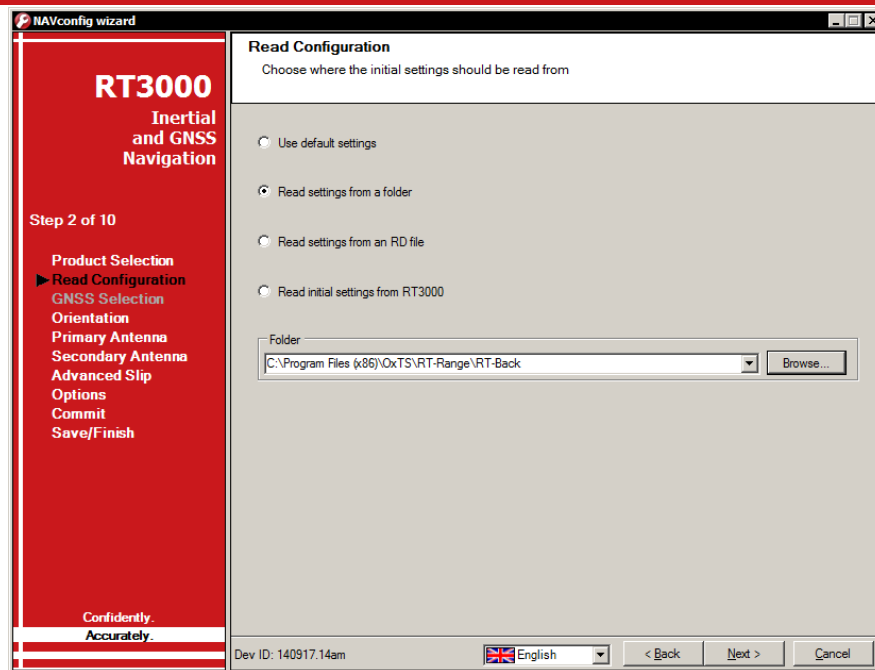 NAVconfig wizard
RT3000
Inertial
and GNSS
Navigation
Step 2 of 10
Product Selection
Read Configuration
GNSS Selection
Orientation
Primary Antenna
Secondary Antenna
Advanced Slip
Options
Commit
Save/Finish
Confidently.
Accurately.
Read Configuration
Choose where the initial settings should be read from
Use default settings
Read settings from a folder
Read settings from an RD file
Read initial settings from RT3000
Folder
C:\Program Files (x86)\OxTS\RT-Range\RT-Back
Browse...
Dev ID: 140917.14am
English
< Back
Next >
Cancel